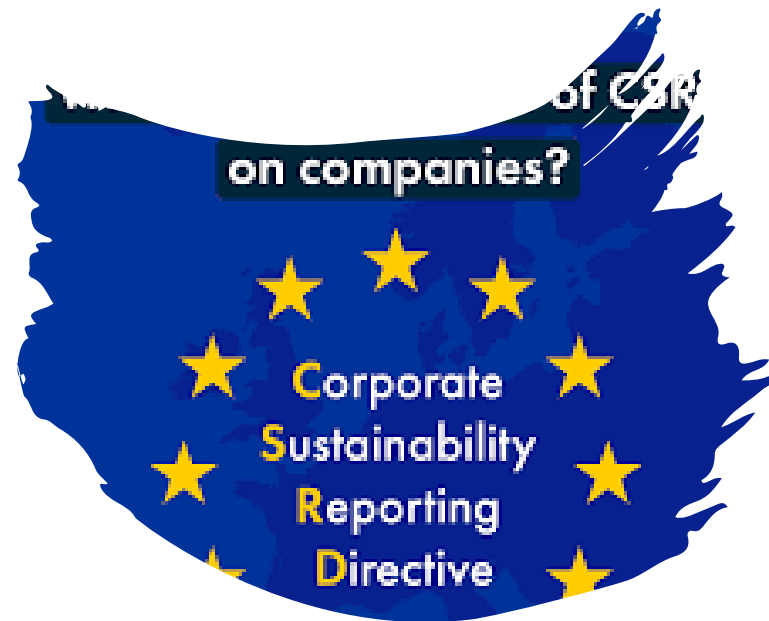 of CSR
on companies?
Corporate
Sustainability
Reporting
Directive